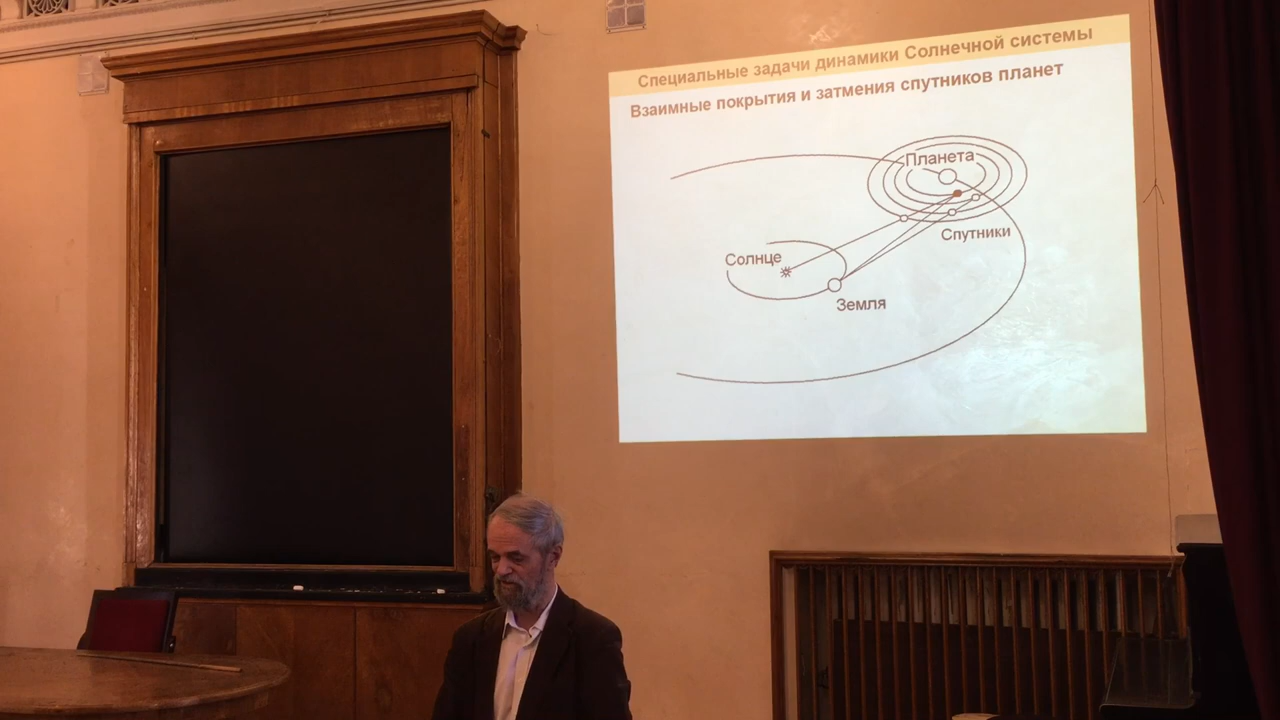 Специальные задачи динамики Солнечной системы
Взаимные покрытия и затмения спутников планет
Планета
Спутники
Солнце
Земля